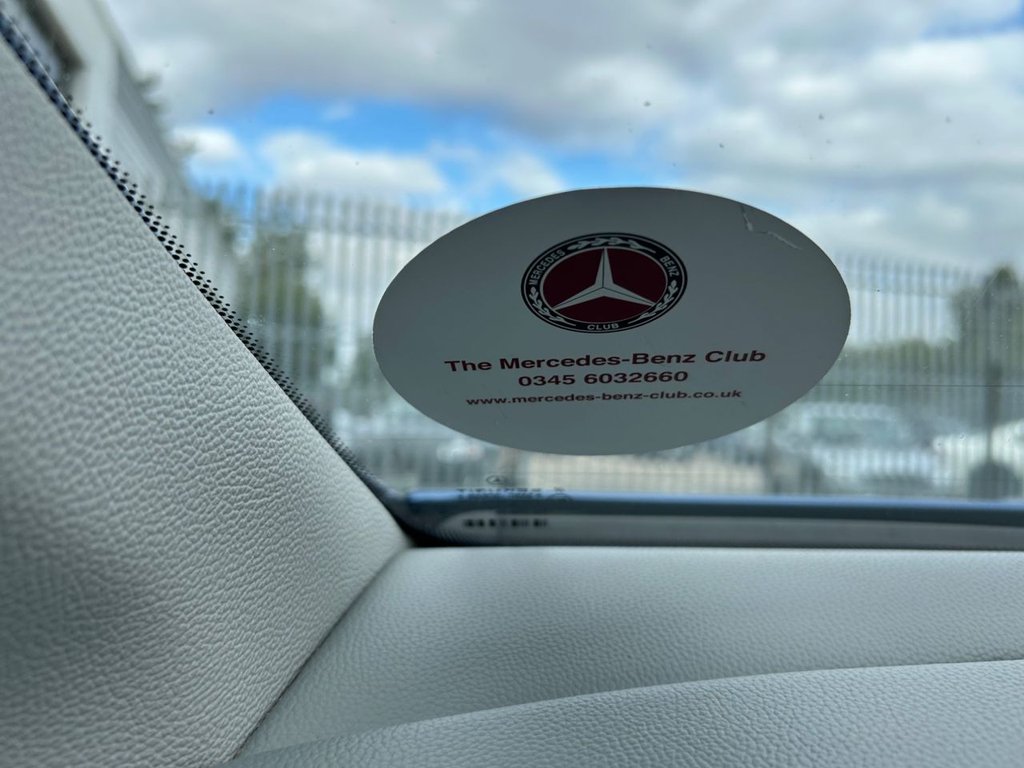 MERCEDES BENZ
CLUB
The Mercedes-Benz Club
0345 6032660
www.mercedes-benz-club.co.uk